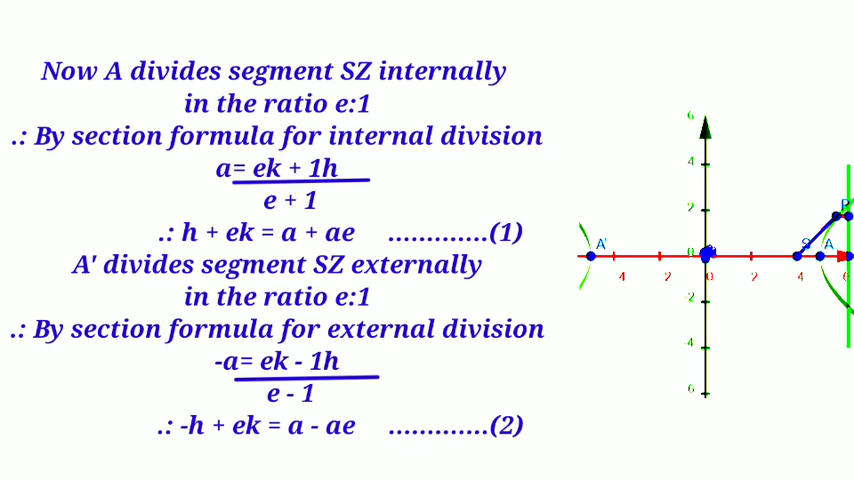 Now A divides segment SZ internally
in the ratio e:1
.: By section formula for internal division
a= ek + 1h
e + 1
.: h + ek = a + ae .............(1)
A' divides segment SZ externally
in the ratio e:1
.: By section formula for external division
-a= ek - 1h
e - 1
.: -h + ek = a - ae .............(2)
6
4
2
0
-2
-4
6
A' S A P
4 2 0 2 4 6